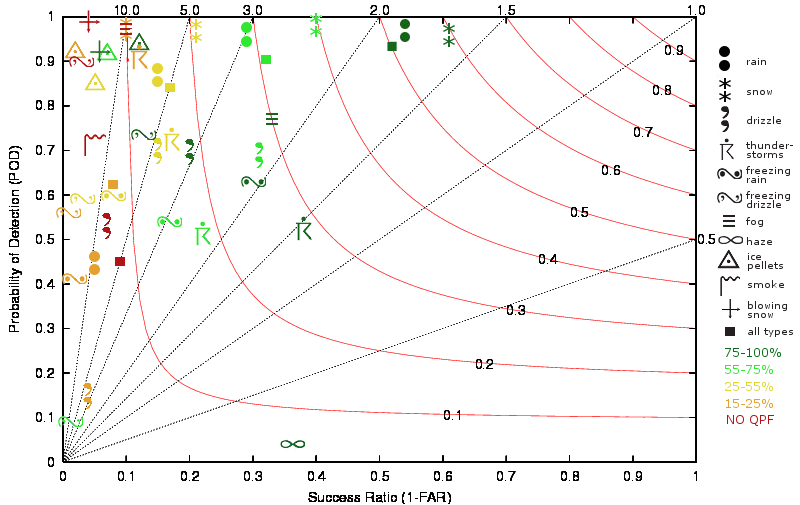 10.0 5.0 3.0 2.0 1.5 1.0
1
0.9
0.8
0.7
0.6
0.5
0.4
0.3
0.2
0.1
0
Probability of Detection (POD)
0.9
0.8
0.7
0.6
0.5
0.4
0.3
0.2
0.1
0.5
0 0.1 0.2 0.3 0.4 0.5 0.6 0.7 0.8 0.9 1
Success Ratio (1-FAR)
rain
snow
drizzle
thunder-
storms
freezing
rain
freezing
drizzle
fog
haze
ice
pellets
smoke
blowing
snow
all types
75-100%
55-75%
25-55%
15-25%
NO QPF